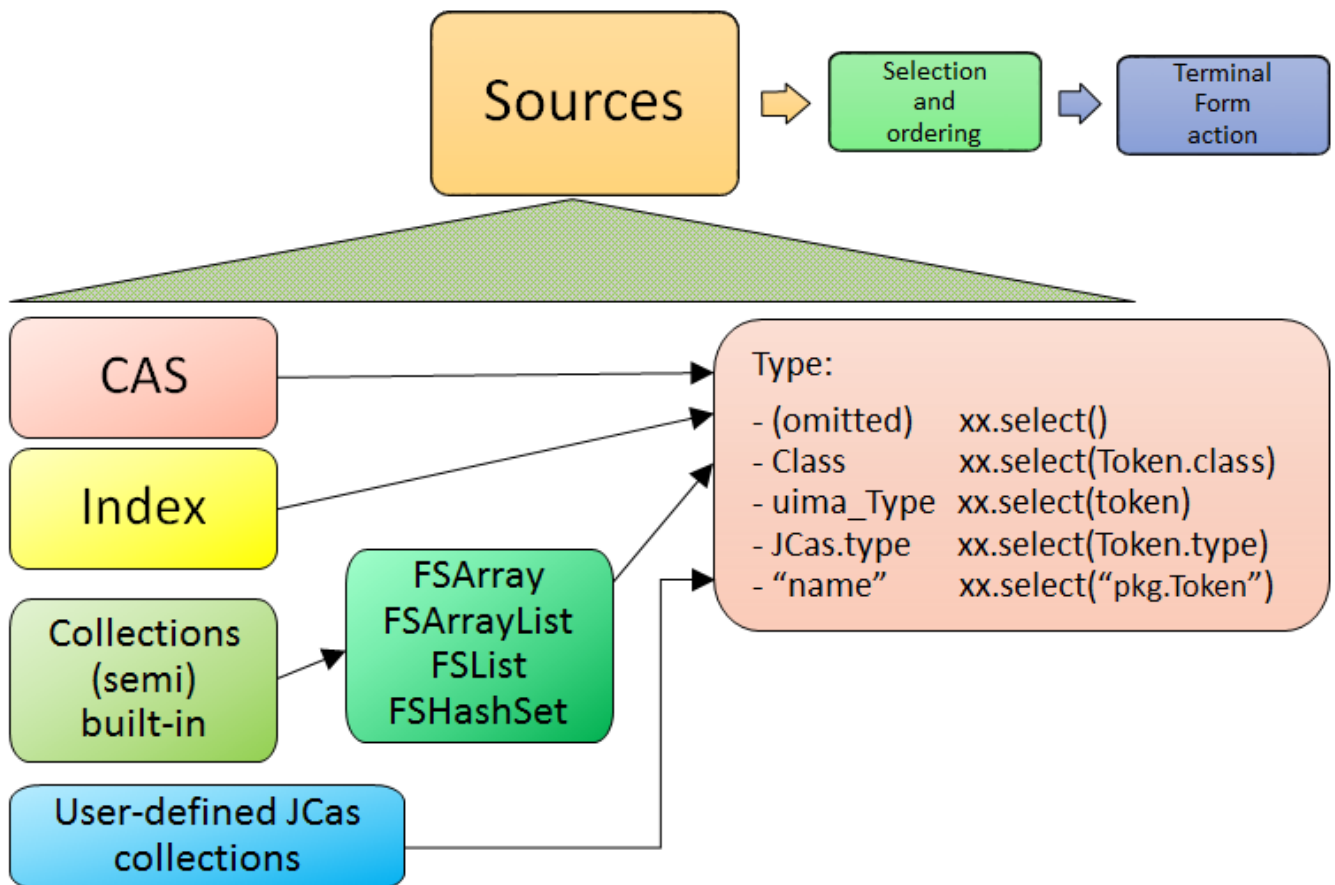 Sources
Selection
and
ordering
Terminal
Form
action
CAS
Index
Collections
(semi)
built-in
FSArray
FSArrayList
FSList
FSHashSet
User-defined JCas
collections
Type:
- (omitted) xx.select()
- Class xx.select(Token.class)
- uima_Type xx.select(token)
- JCas.type xx.select(Token.type)
- “name” xx.select(“pkg.Token”)